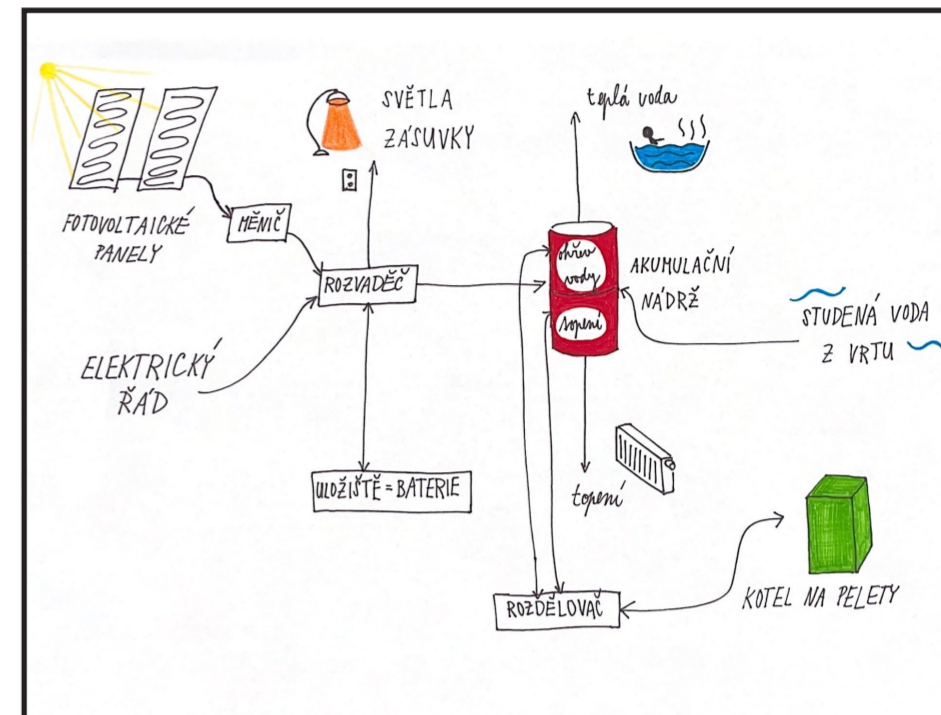 SVĚTLA
ZÁSUVKY
teplá voda
FOTOVOLTAICKÉ
PANELY
MĚNIČ
ROZVADĚČ
ohřev
vody
AKUMULAČNÍ
NÁDRŽ
topení
STUDENÁ VODA
Z VRTU
ELEKTRICKÝ
ŘÁD
ULOŽIŠTĚ = BATERIE
topení
KOTEL NA PELETY
ROZDĚLOVAČ